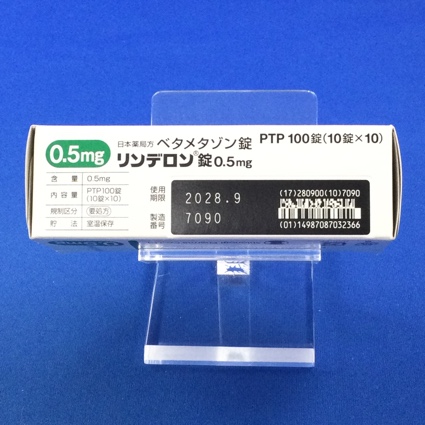 0.5mg
日本薬局方 ベタメタゾン錠 PTP 100錠(10錠×10)
リンデロン®錠0.5mg
含量 0.5mg
内容量 PTP100錠
(10錠×10)
規制区分 要処方
貯法 室温保存
使用
期限 2028.9
製造
番号 7090
(17)280900(10)7090
(01)14987087032366